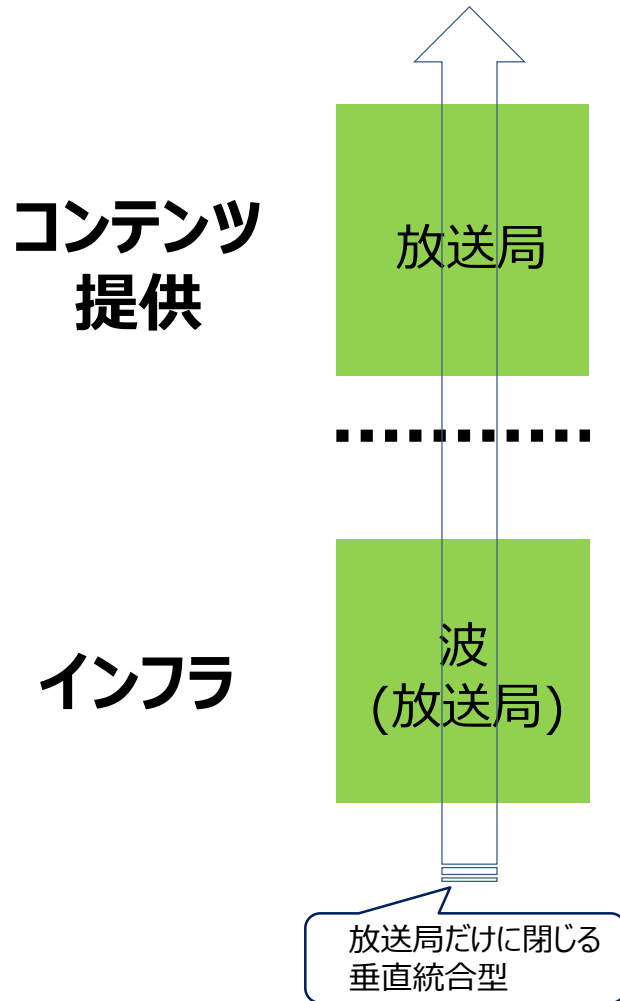 コンテンツ
提供
放送局
インフラ
波
(放送局)
放送局だけに閉じる
垂直統合型